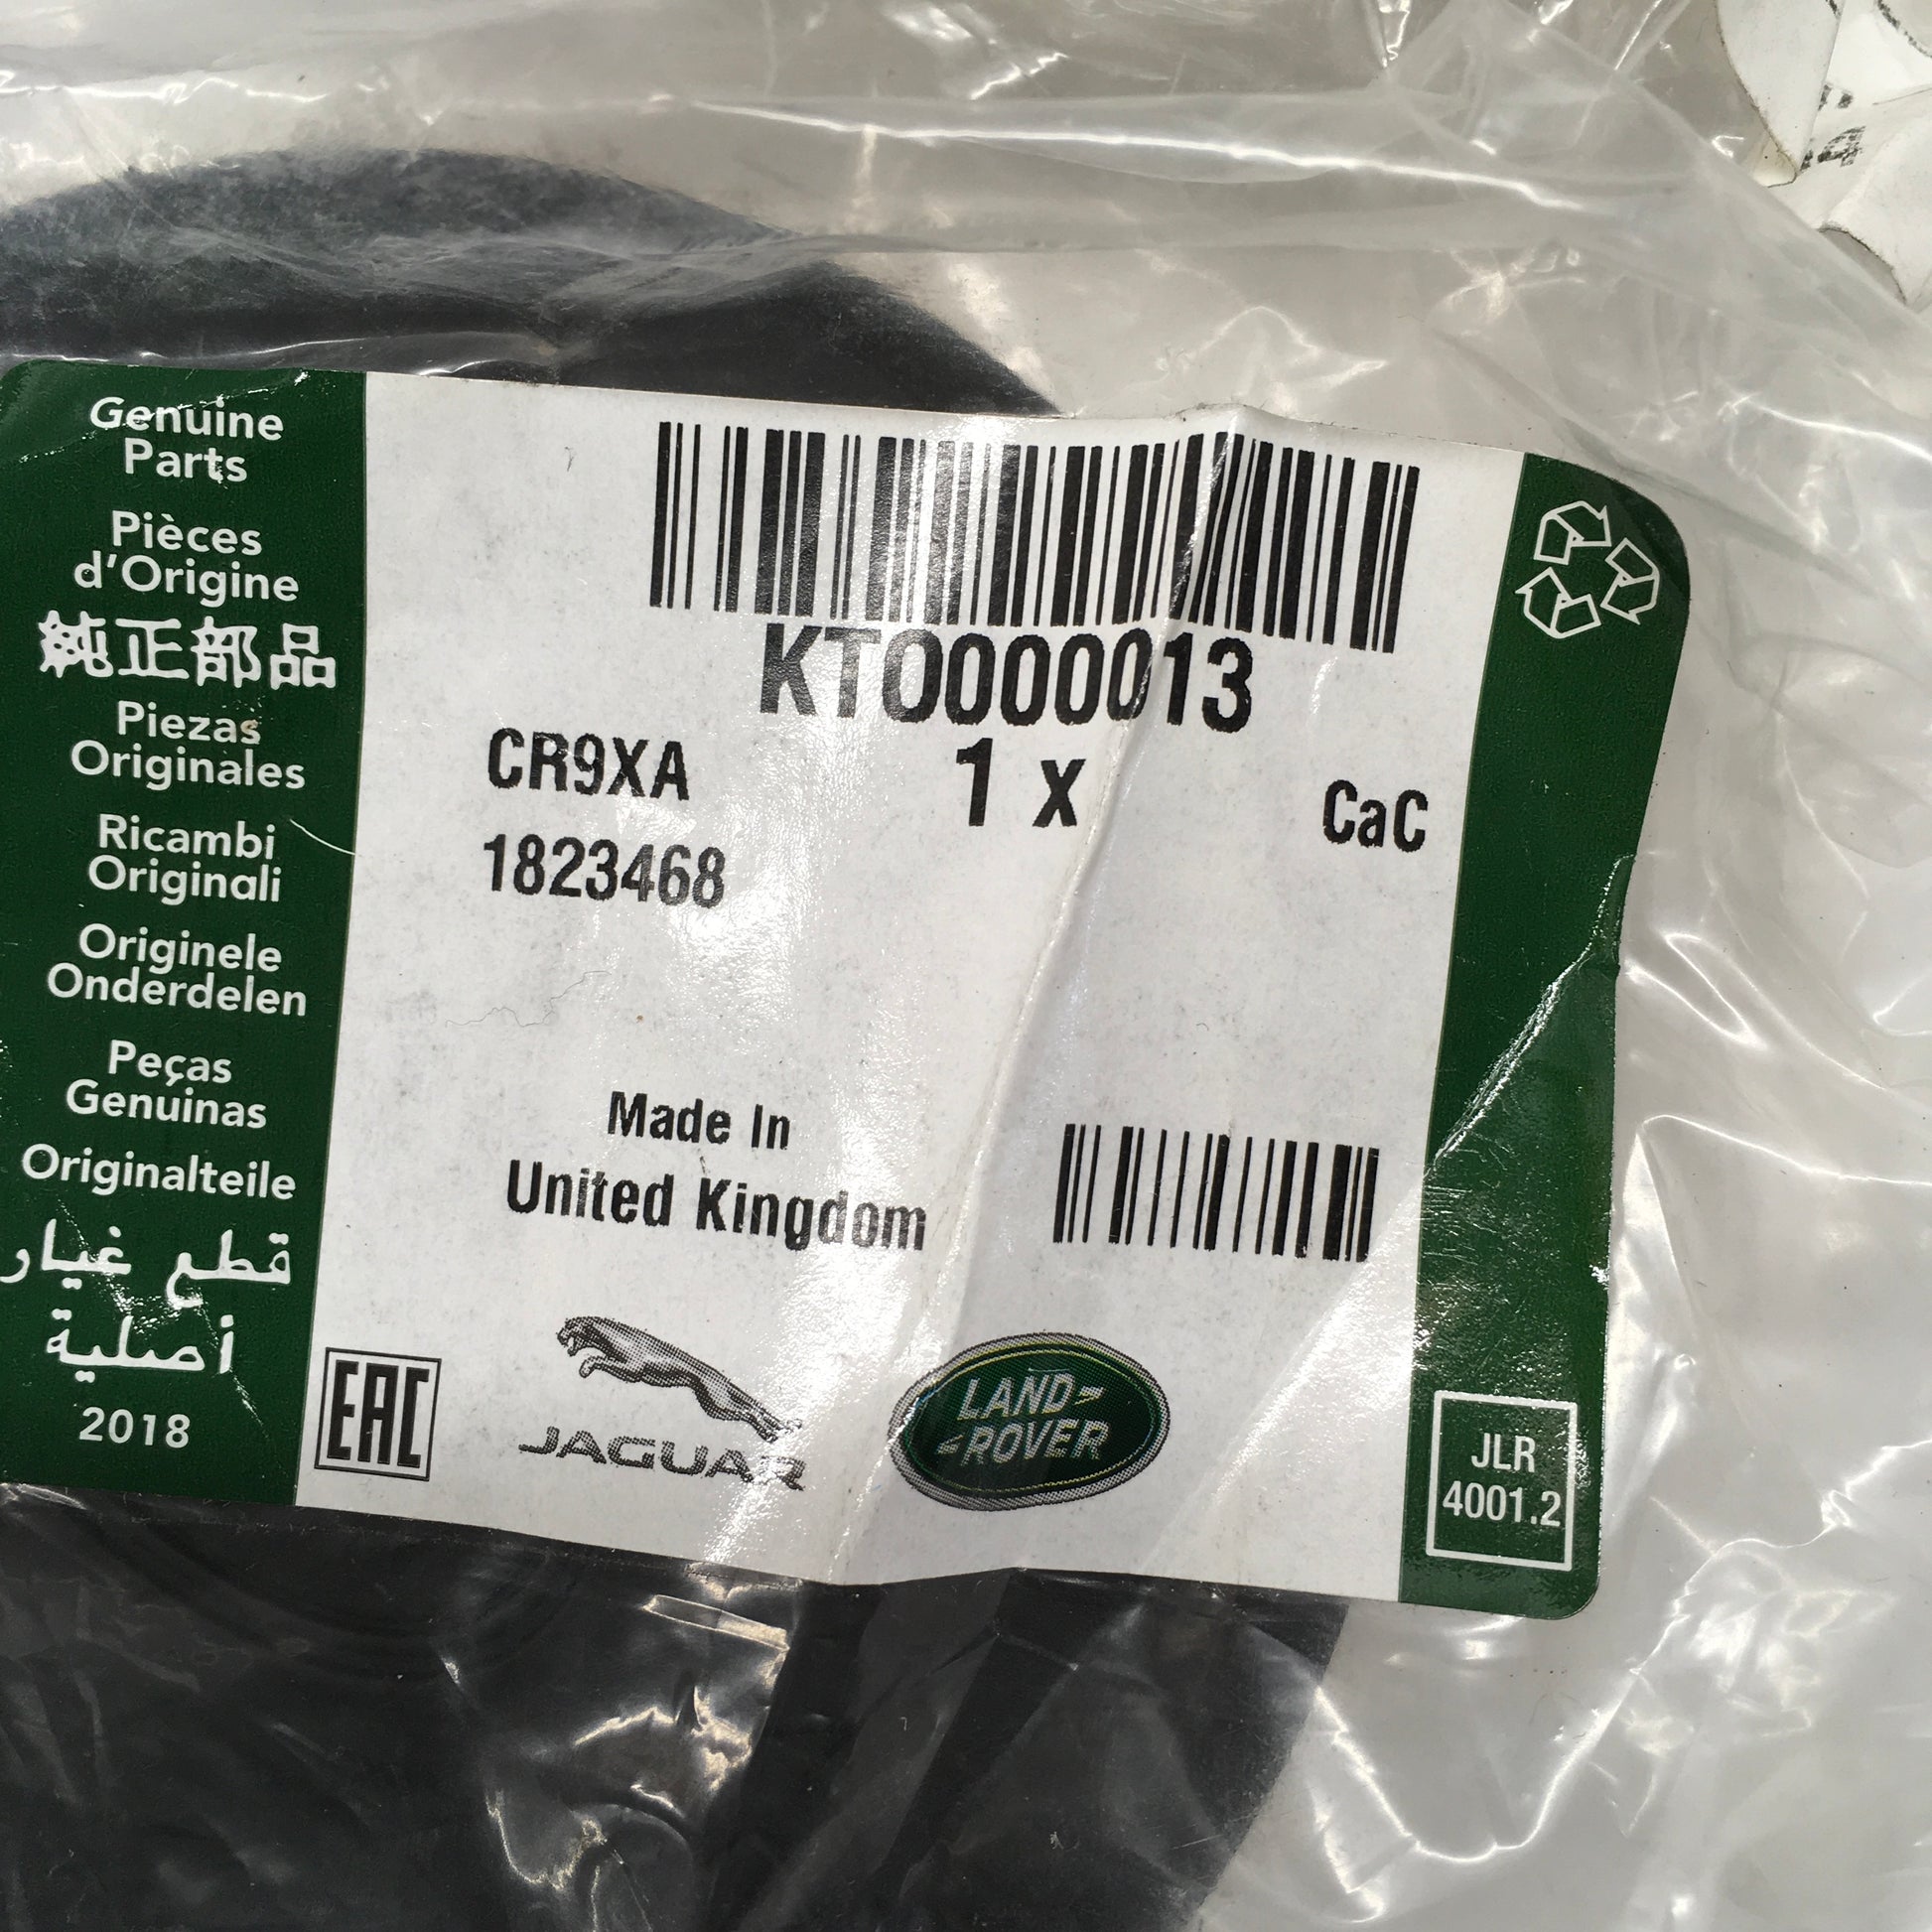 Genuine
Parts
Pièces
d'Origine
純正部品
Piezas
Originales
Ricambi
Originali
Originele
Onderdelen
Peças
Genuinas
Originalteile
قطع غيار
أصلية
2018
KTO000013
CR9XA
1 x
CaC
1823468
Made In
United Kingdom
EAC
JAGUAR
LAND-
-ROVER
JLR
4001.2